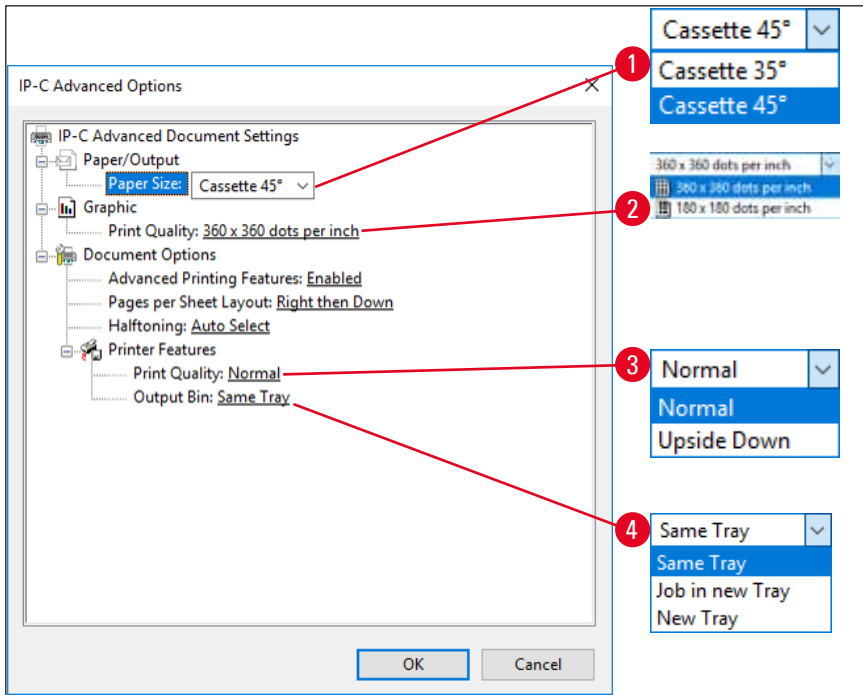 IP-C Advanced Options
IP-C Advanced Document Settings
Paper/Output
Paper Size: Cassette 45°
Graphic
Print Quality: 360 x 360 dots per inch
Document Options
Advanced Printing Features: Enabled
Pages per Sheet Layout: Right then Down
Halftoning: Auto Select
Printer Features
Print Quality: Normal
Output Bin: Same Tray
OK Cancel
1
Cassette 45°
Cassette 35°
Cassette 45°
2
360 x 360 dots per inch
360 x 360 dots per inch
180 x 180 dots per inch
3
Normal
Normal
Upside Down
4
Same Tray
Same Tray
Job in new Tray
New Tray